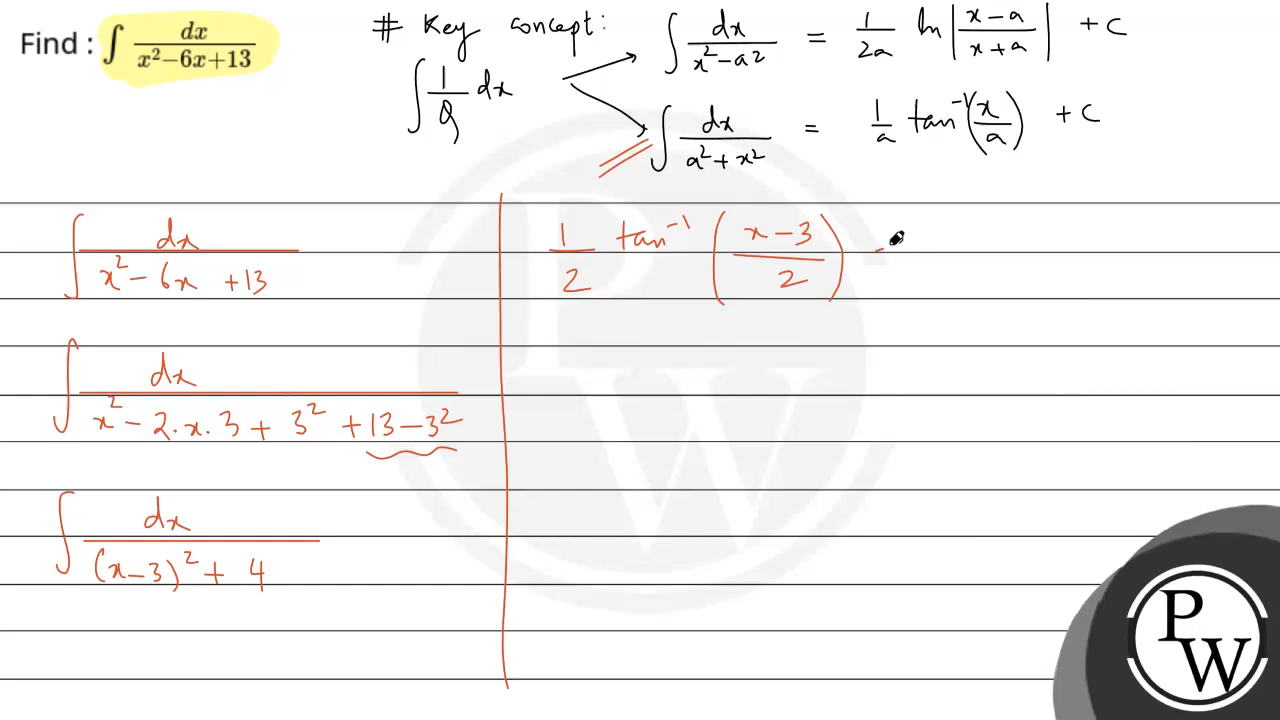 Find : ∫ dx / x²−6x+13
# Key concept:
∫ 1/Q dx
∫ dx / x²−a² = 1/2a ln |x−a / x+a| + C
∫ dx / a²+x² = 1/a tan⁻¹(x/a) + C
∫ dx / x² − 6x + 13
∫ dx / x² − 2·x·3 + 3² + 13 − 3²
∫ dx / (x−3)² + 4
1/2 tan⁻¹ (x−3 / 2) -
P
W
P
W